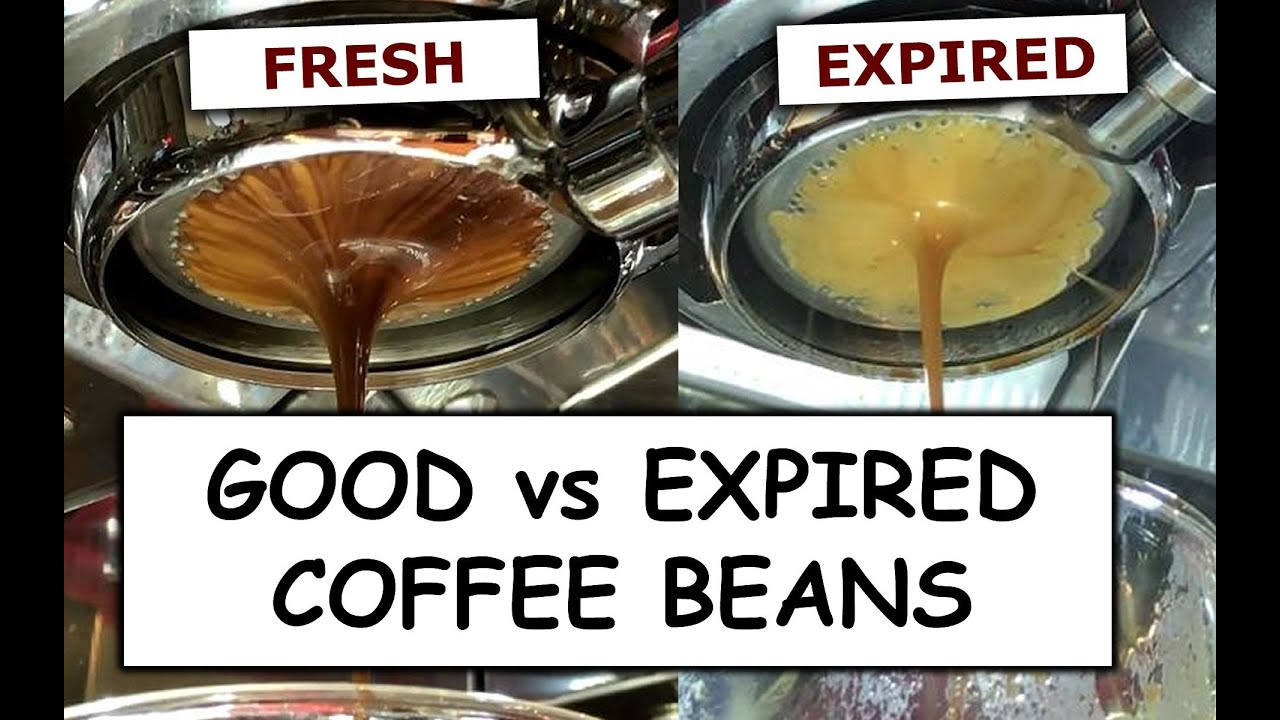 FRESH
EXPIRED
GOOD vs EXPIRED
COFFEE BEANS